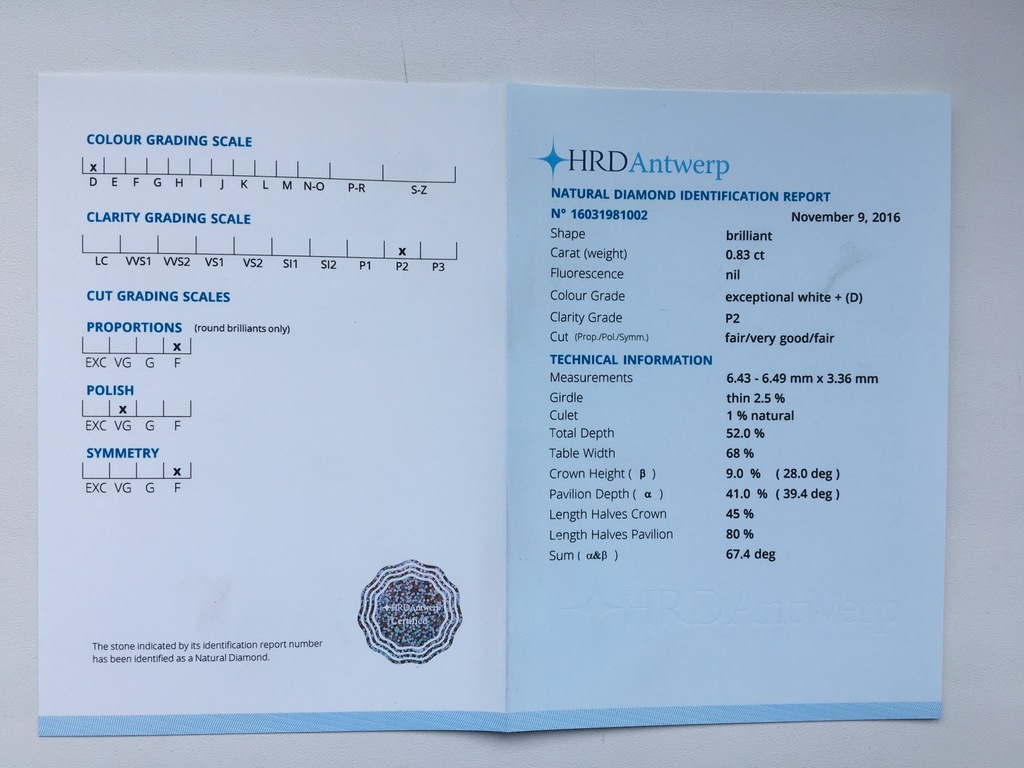 COLOUR GRADING SCALE
x
D E F G H I J K L M N-O P-R S-Z
CLARITY GRADING SCALE
x
LC VVS1 VVS2 VS1 VS2 SI1 SI2 P1 P2 P3
CUT GRADING SCALES
PROPORTIONS (round brilliants only)
x
EXC VG G F
POLISH
x
EXC VG G F
SYMMETRY
x
EXC VG G F
HRDAntwerp
Certified
The stone indicated by its identification report number
has been identified as a Natural Diamond.
HRDAntwerp
NATURAL DIAMOND IDENTIFICATION REPORT
N° 16031981002 November 9, 2016
Shape brilliant
Carat (weight) 0.83 ct
Fluorescence nil
Colour Grade exceptional white + (D)
Clarity Grade P2
Cut (Prop./Pol./Symm.) fair/very good/fair
TECHNICAL INFORMATION
Measurements 6.43 - 6.49 mm x 3.36 mm
Girdle thin 2.5 %
Culet 1 % natural
Total Depth 52.0 %
Table Width 68 %
Crown Height ( β ) 9.0 % ( 28.0 deg )
Pavilion Depth ( α ) 41.0 % ( 39.4 deg )
Length Halves Crown 45 %
Length Halves Pavilion 80 %
Sum ( α&β ) 67.4 deg
HRDAntwerp